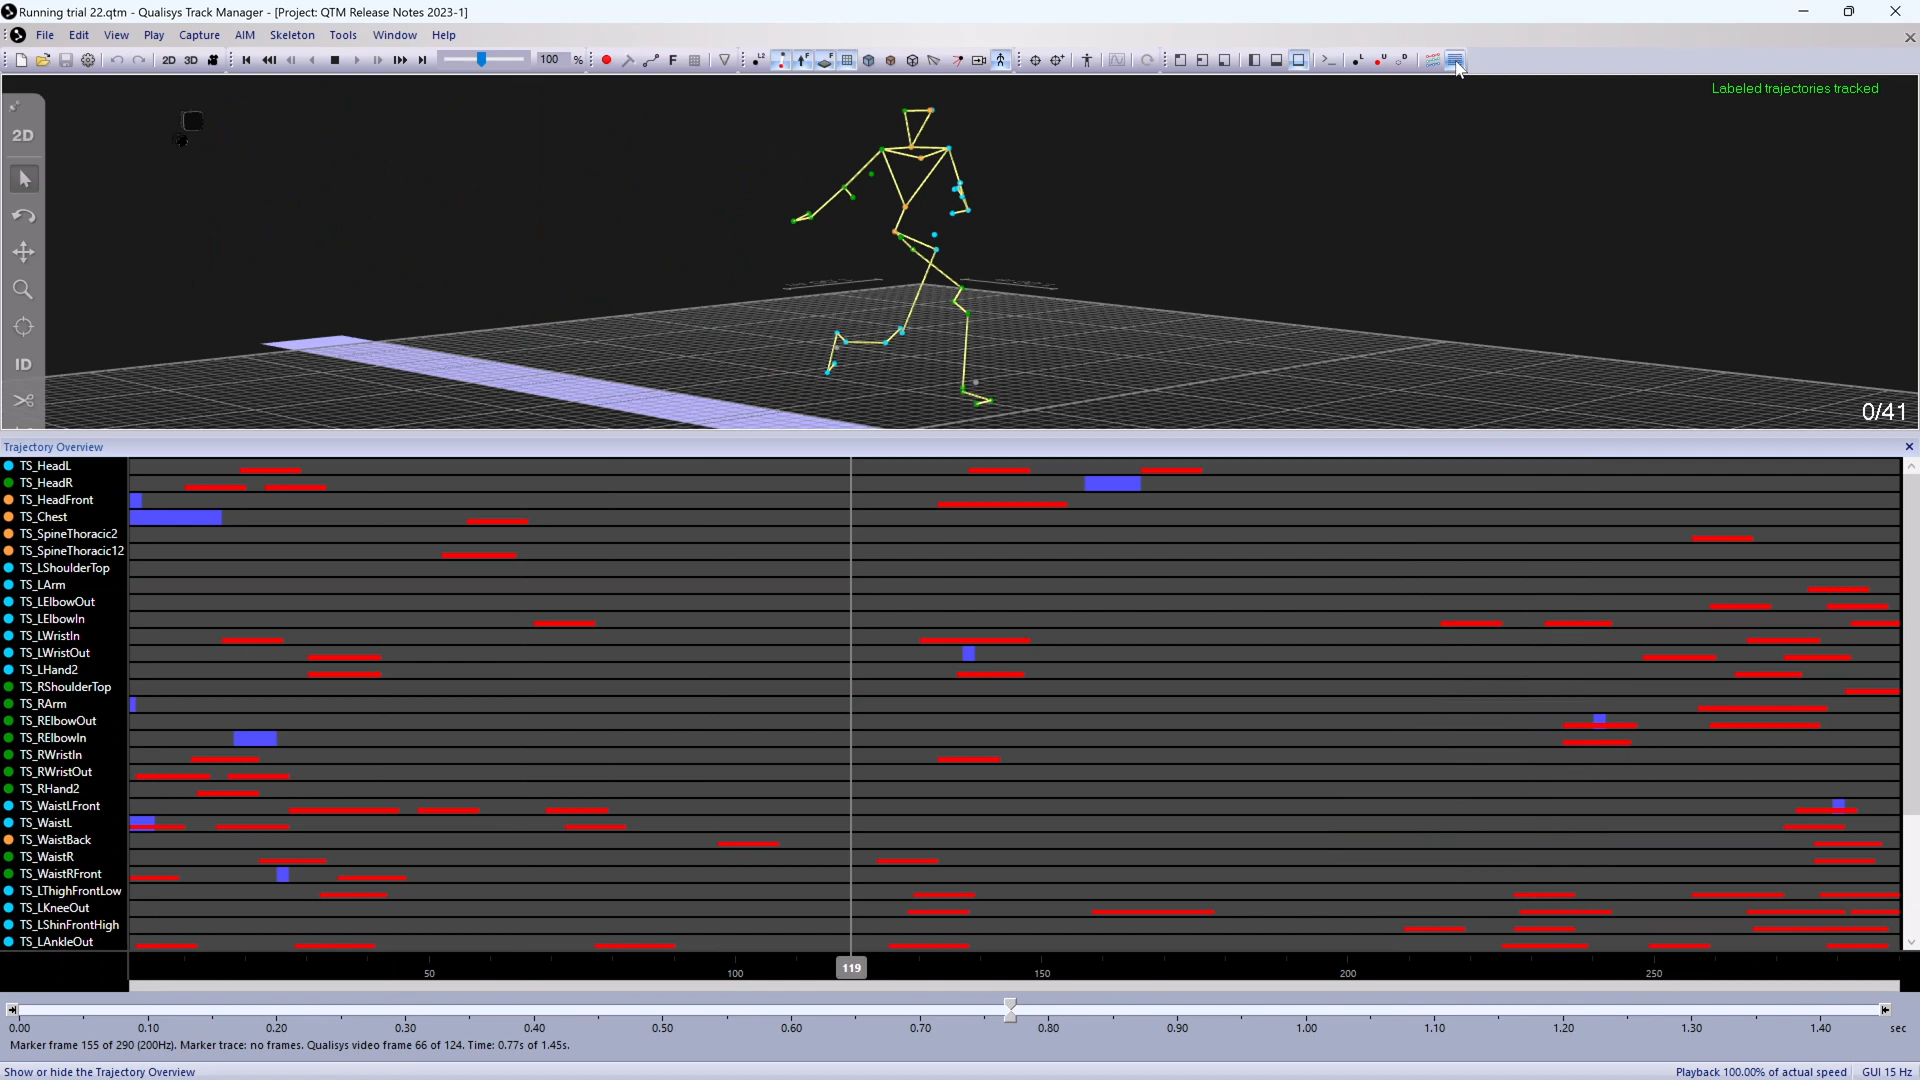 Running trial 22.qtm - Qualisys Track Manager - [Project: QTM Release Notes 2023-1]
File Edit View Play Capture AIM Skeleton Tools Window Help
2D 3D 100 % F L2 F F L U D
Labeled trajectories tracked
2D
ID
0/41
Trajectory Overview
TS_HeadL
TS_HeadR
TS_HeadFront
TS_Chest
TS_SpineThoracic2
TS_SpineThoracic12
TS_LShoulderTop
TS_LArm
TS_LElbowOut
TS_LElbowIn
TS_LWristIn
TS_LWristOut
TS_LHand2
TS_RShoulderTop
TS_RArm
TS_RElbowOut
TS_RElbowIn
TS_RWristIn
TS_RWristOut
TS_RHand2
TS_WaistLFront
TS_WaistL
TS_WaistBack
TS_WaistR
TS_WaistRFront
TS_LThighFrontLow
TS_LKneeOut
TS_LShinFrontHigh
TS_LAnkleOut
50 100 119 150 200 250
0.00 0.10 0.20 0.30 0.40 0.50 0.60 0.70 0.80 0.90 1.00 1.10 1.20 1.30 1.40 sec
Marker frame 155 of 290 (200Hz). Marker trace: no frames. Qualisys video frame 66 of 124. Time: 0.77s of 1.45s.
Show or hide the Trajectory Overview Playback 100.00% of actual speed GUI 15 Hz